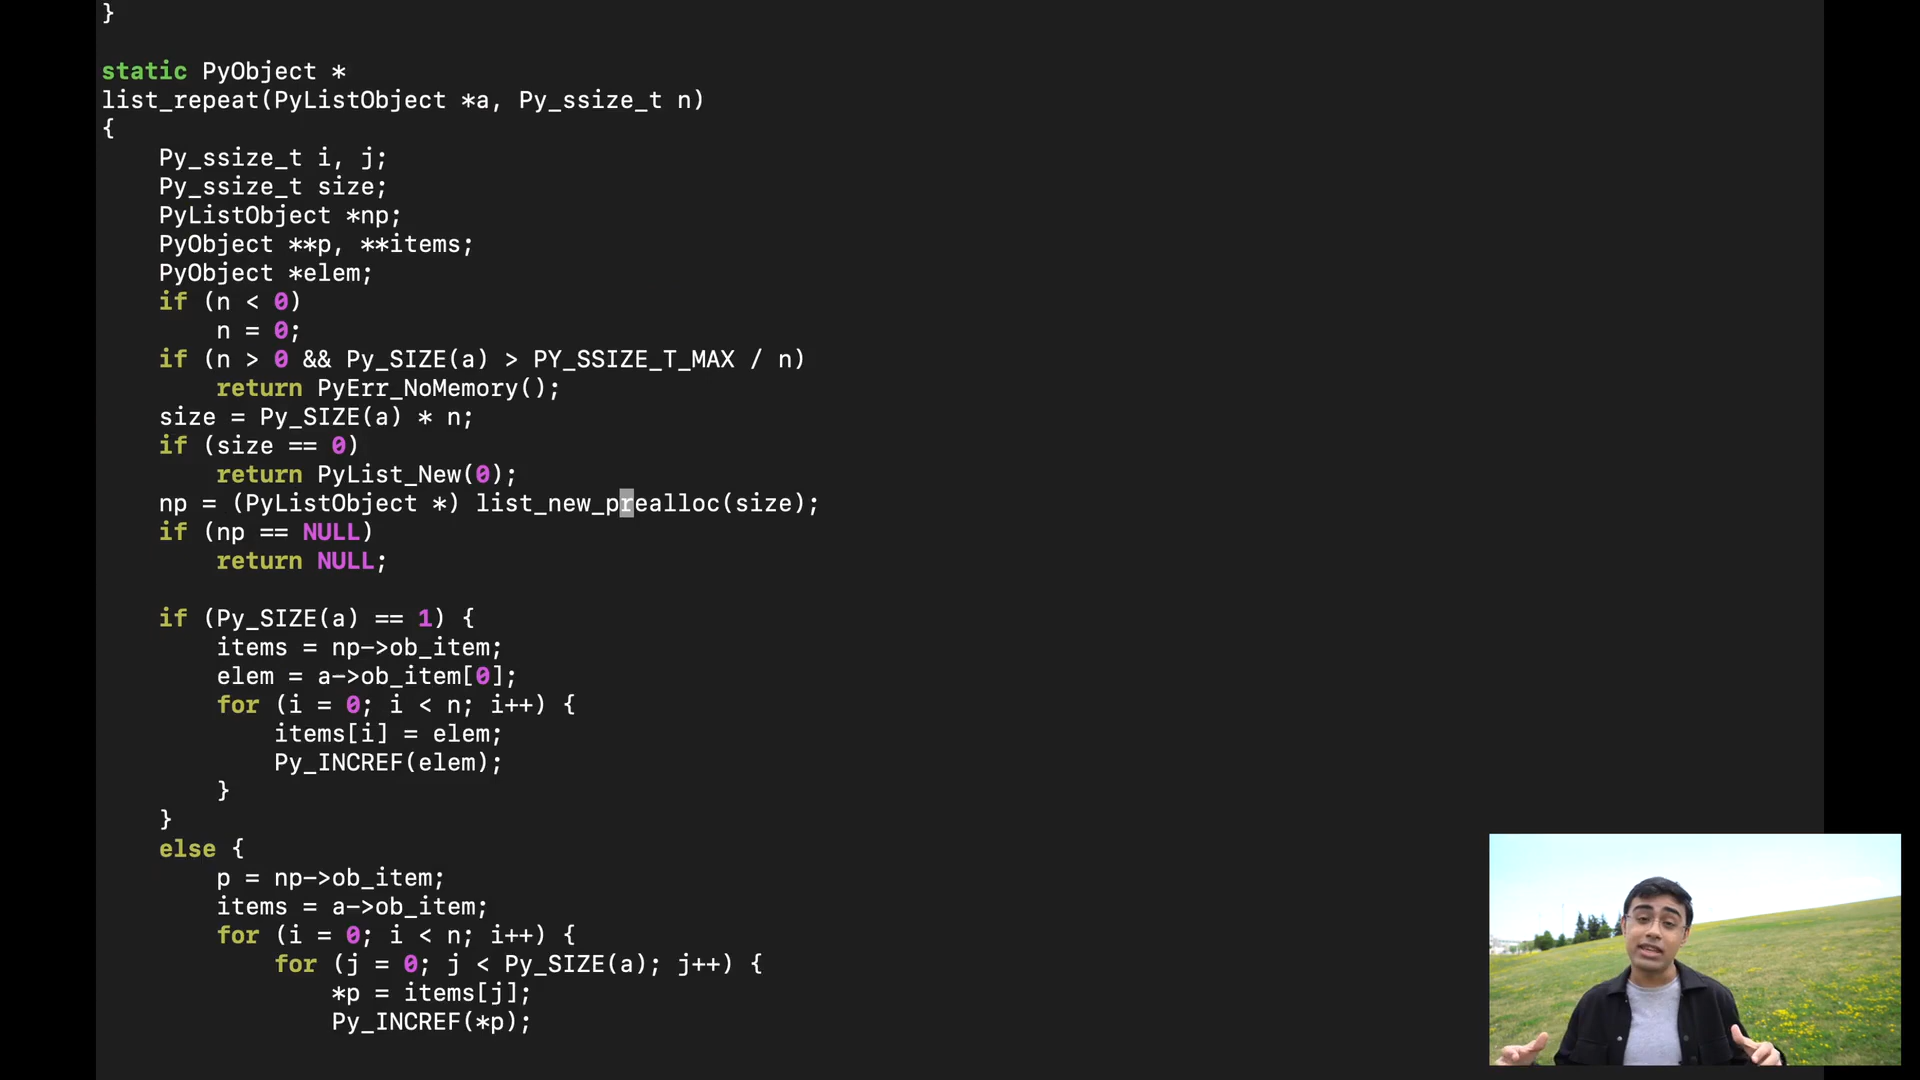 }
static PyObject *
list_repeat(PyListObject *a, Py_ssize_t n)
{
    Py_ssize_t i, j;
    Py_ssize_t size;
    PyListObject *np;
    PyObject **p, **items;
    PyObject *elem;
    if (n < 0)
        n = 0;
    if (n > 0 && Py_SIZE(a) > PY_SSIZE_T_MAX / n)
        return PyErr_NoMemory();
    size = Py_SIZE(a) * n;
    if (size == 0)
        return PyList_New(0);
    np = (PyListObject *) list_new_prealloc(size);
    if (np == NULL)
        return NULL;
    if (Py_SIZE(a) == 1) {
        items = np->ob_item;
        elem = a->ob_item[0];
        for (i = 0; i < n; i++) {
            items[i] = elem;
            Py_INCREF(elem);
        }
    }
    else {
        p = np->ob_item;
        items = a->ob_item;
        for (i = 0; i < n; i++) {
            for (j = 0; j < Py_SIZE(a); j++) {
                *p = items[j];
                Py_INCREF(*p);